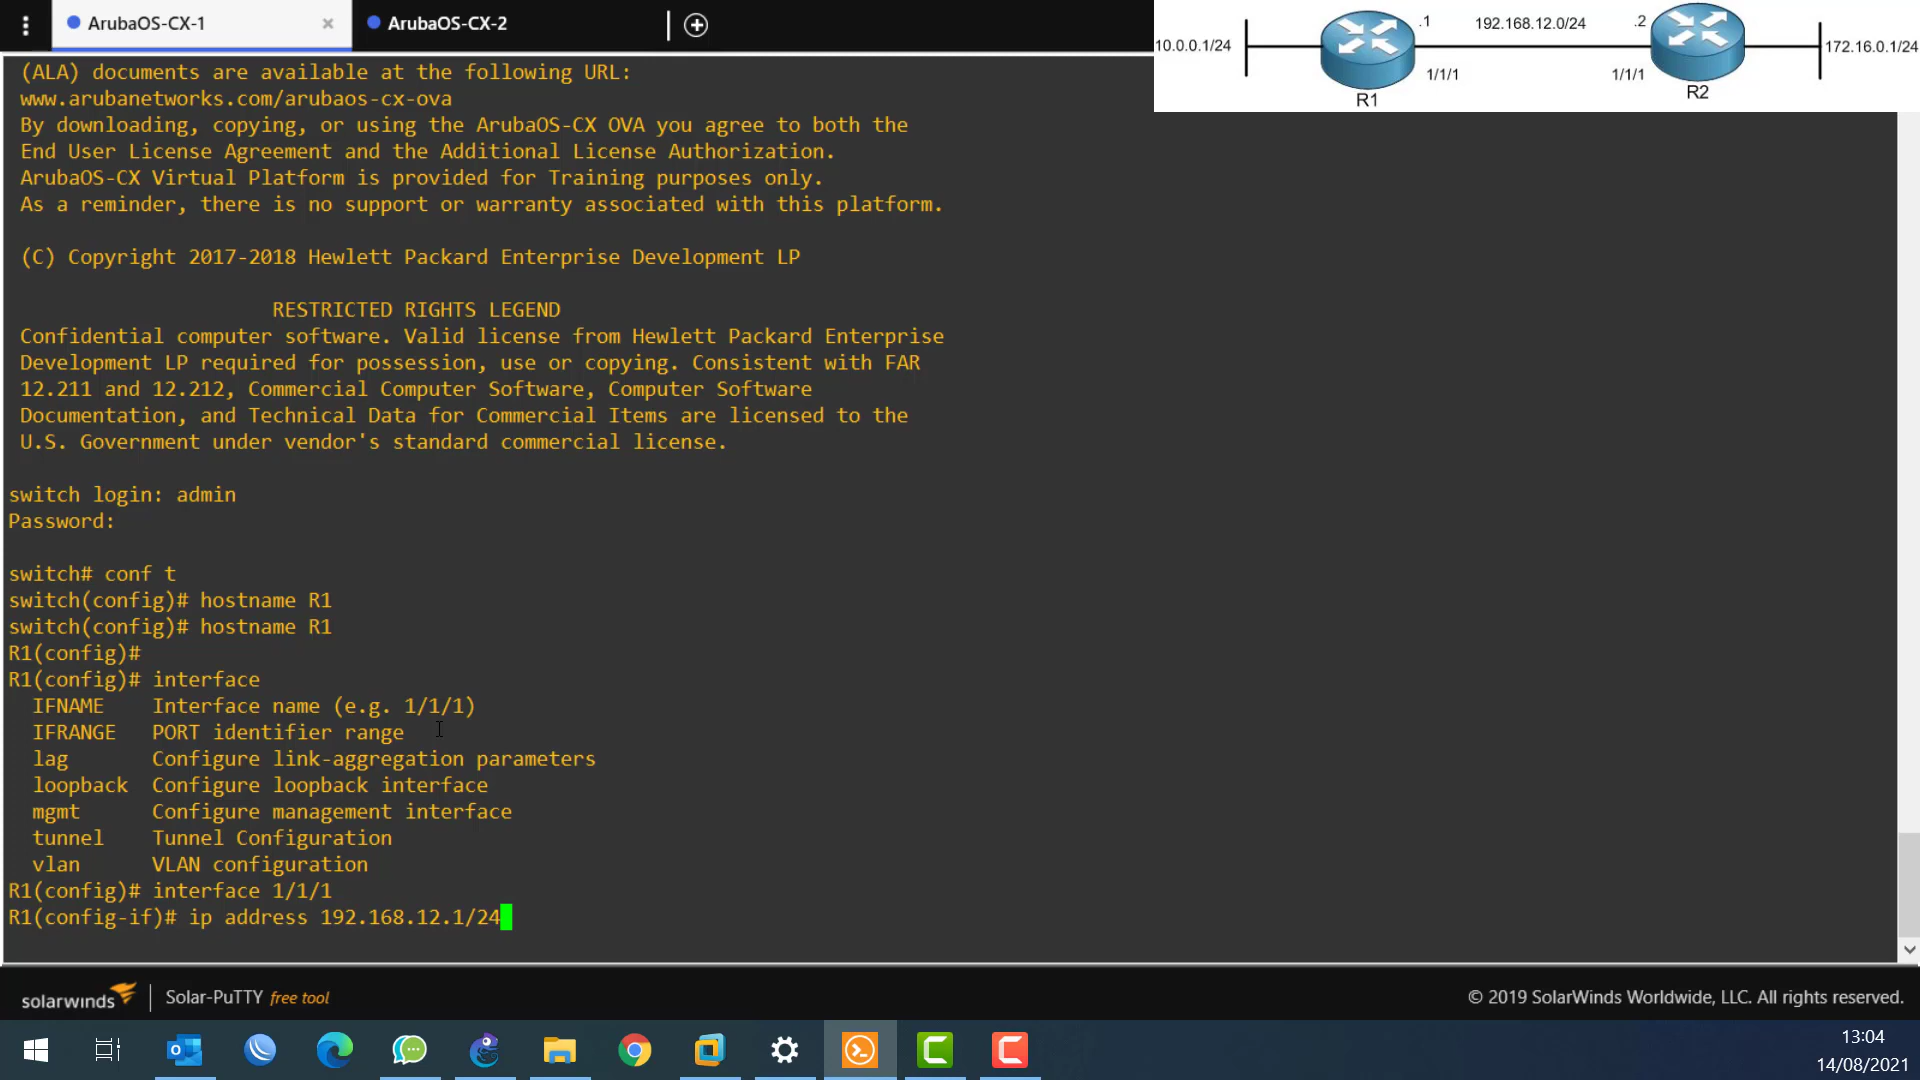 ArubaOS-CX-1
ArubaOS-CX-2
10.0.0.1/24
.1
192.168.12.0/24
.2
172.16.0.1/24
1/1/1
1/1/1
R1
R2
(ALA) documents are available at the following URL:
www.arubanetworks.com/arubaos-cx-ova
By downloading, copying, or using the ArubaOS-CX OVA you agree to both the
End User License Agreement and the Additional License Authorization.
ArubaOS-CX Virtual Platform is provided for Training purposes only.
As a reminder, there is no support or warranty associated with this platform.
(C) Copyright 2017-2018 Hewlett Packard Enterprise Development LP
RESTRICTED RIGHTS LEGEND
Confidential computer software. Valid license from Hewlett Packard Enterprise
Development LP required for possession, use or copying. Consistent with FAR
12.211 and 12.212, Commercial Computer Software, Computer Software
Documentation, and Technical Data for Commercial Items are licensed to the
U.S. Government under vendor's standard commercial license.
switch login: admin
Password:
switch# conf t
switch(config)# hostname R1
switch(config)# hostname R1
R1(config)#
R1(config)# interface
IFNAME Interface name (e.g. 1/1/1)
IFRANGE PORT identifier range
lag Configure link-aggregation parameters
loopback Configure loopback interface
mgmt Configure management interface
tunnel Tunnel Configuration
vlan VLAN configuration
R1(config)# interface 1/1/1
R1(config-if)# ip address 192.168.12.1/24
solarwinds Solar-PuTTY free tool
© 2019 SolarWinds Worldwide, LLC. All rights reserved.
13:04
14/08/2021